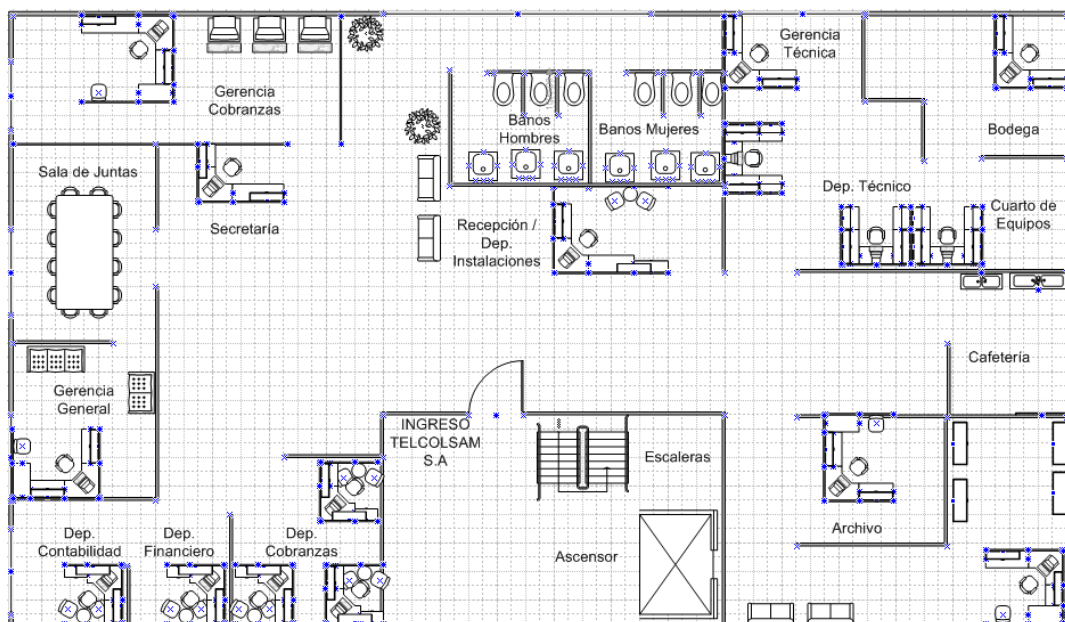 Gerencia
Cobranzas
Gerencia
Técnica
Banos
Hombres
Banos Mujeres
Bodega
Sala de Juntas
Secretaría
Recepción /
Dep.
Instalaciones
Dep. Técnico
Cuarto de
Equipos
Gerencia
General
Cafetería
INGRESO
TELCOLSAM
S.A
Escaleras
Archivo
Dep.
Contabilidad
Dep.
Financiero
Dep.
Cobranzas
Ascensor